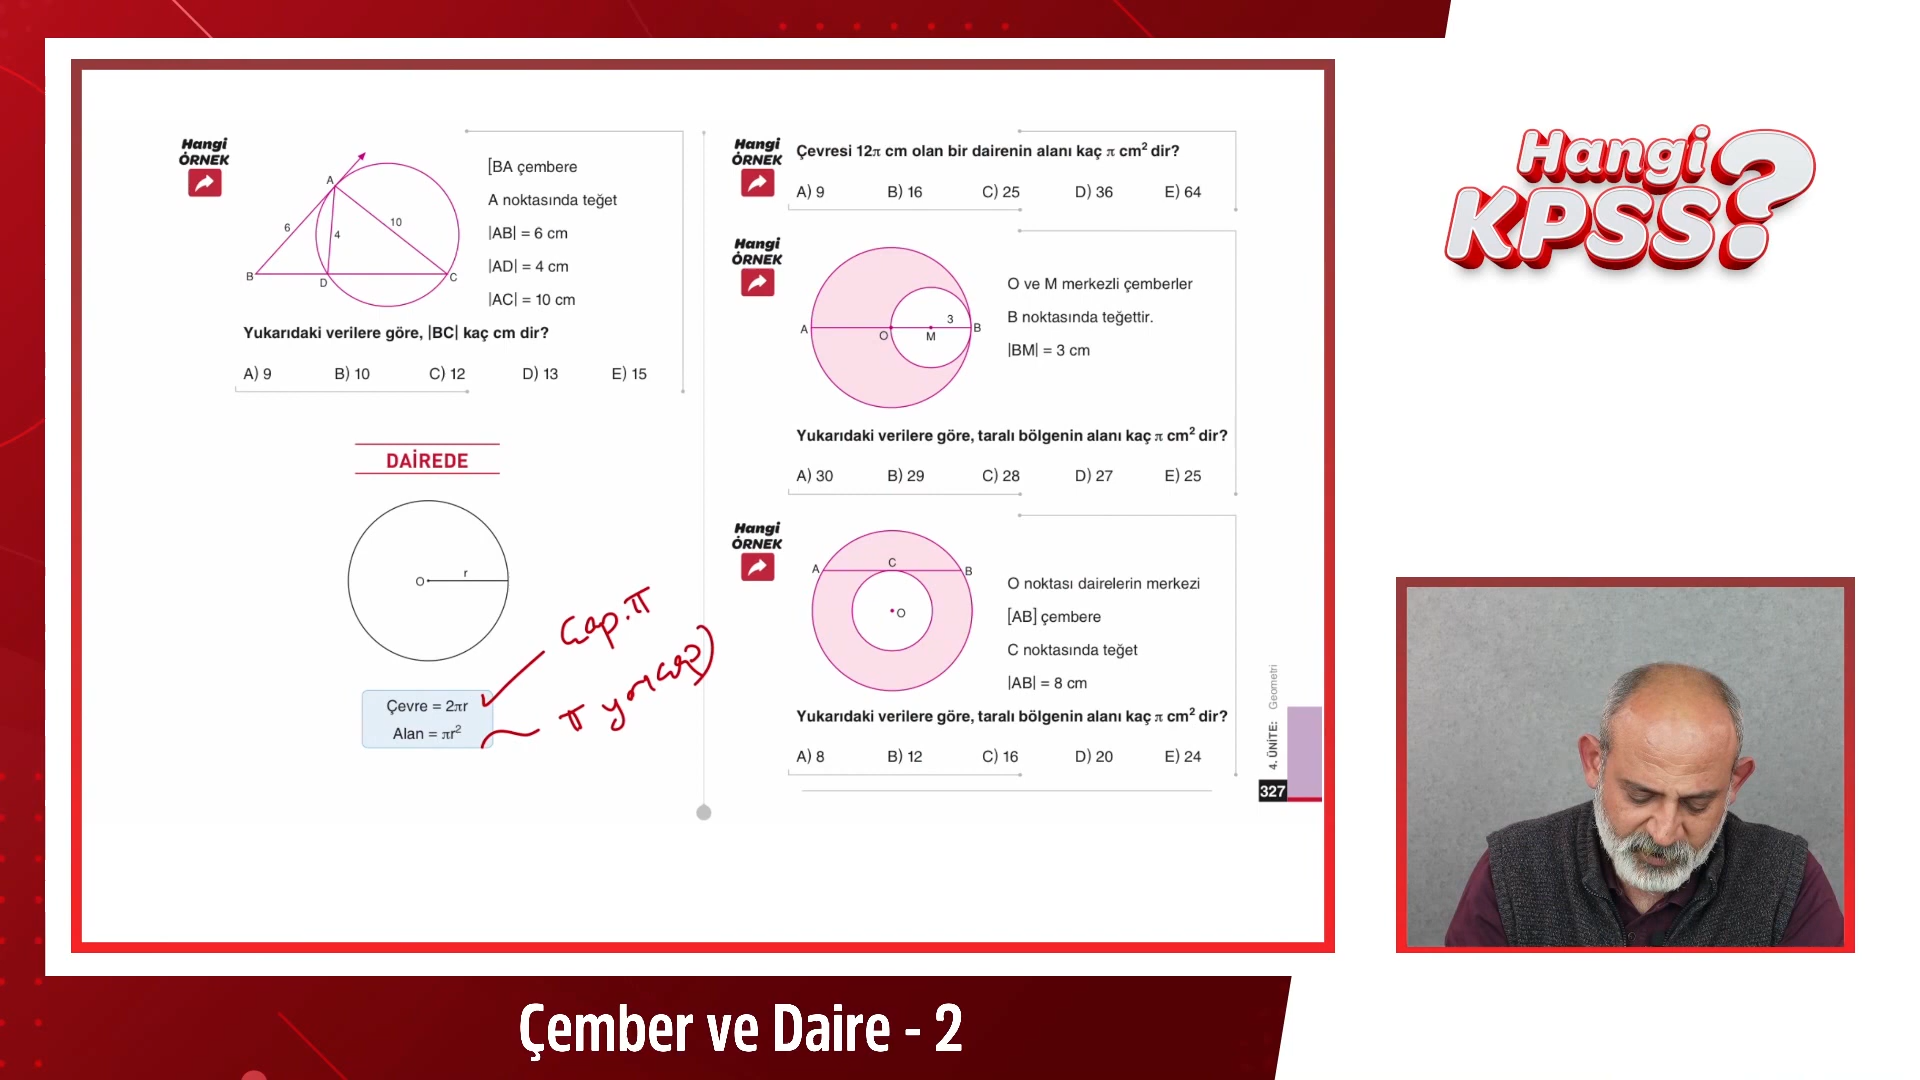 Hangi
ÖRNEK
A
6
4
10
B
D
C
[BA çembere
A noktasında teğet
|AB| = 6 cm
|AD| = 4 cm
|AC| = 10 cm
Yukarıdaki verilere göre, |BC| kaç cm dir?
A) 9 B) 10 C) 12 D) 13 E) 15
DAİREDE
O r
Çevre = 2πr
Alan = πr²
Çap.π
π yarıçap)
Hangi
ÖRNEK
Çevresi 12π cm olan bir dairenin alanı kaç π cm² dir?
A) 9 B) 16 C) 25 D) 36 E) 64
Hangi
ÖRNEK
A O M 3 B
O ve M merkezli çemberler
B noktasında teğettir.
|BM| = 3 cm
Yukarıdaki verilere göre, taralı bölgenin alanı kaç π cm² dir?
A) 30 B) 29 C) 28 D) 27 E) 25
Hangi
ÖRNEK
A C B
O
O noktası dairelerin merkezi
[AB] çembere
C noktasında teğet
|AB| = 8 cm
Yukarıdaki verilere göre, taralı bölgenin alanı kaç π cm² dir?
A) 8 B) 12 C) 16 D) 20 E) 24
4. ÜNİTE: Geometri
327
Hangi
KPSS?
Çember ve Daire - 2